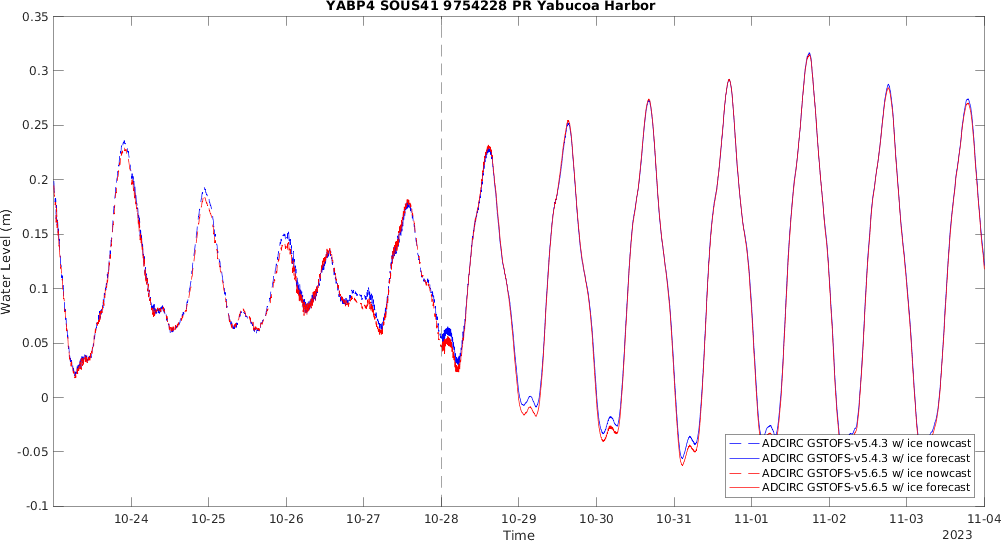 YABP4 SOUS41 9754228 PR Yabucoa Harbor
0.35
0.3
0.25
0.2
0.15
0.1
0.05
0
-0.05
-0.1
Water Level (m)
ADCIRC GSTOFS-v5.4.3 w/ ice nowcast
ADCIRC GSTOFS-v5.4.3 w/ ice forecast
ADCIRC GSTOFS-v5.6.5 w/ ice nowcast
ADCIRC GSTOFS-v5.6.5 w/ ice forecast
10-24 10-25 10-26 10-27 10-28 10-29 10-30 10-31 11-01 11-02 11-03 11-04
Time
2023